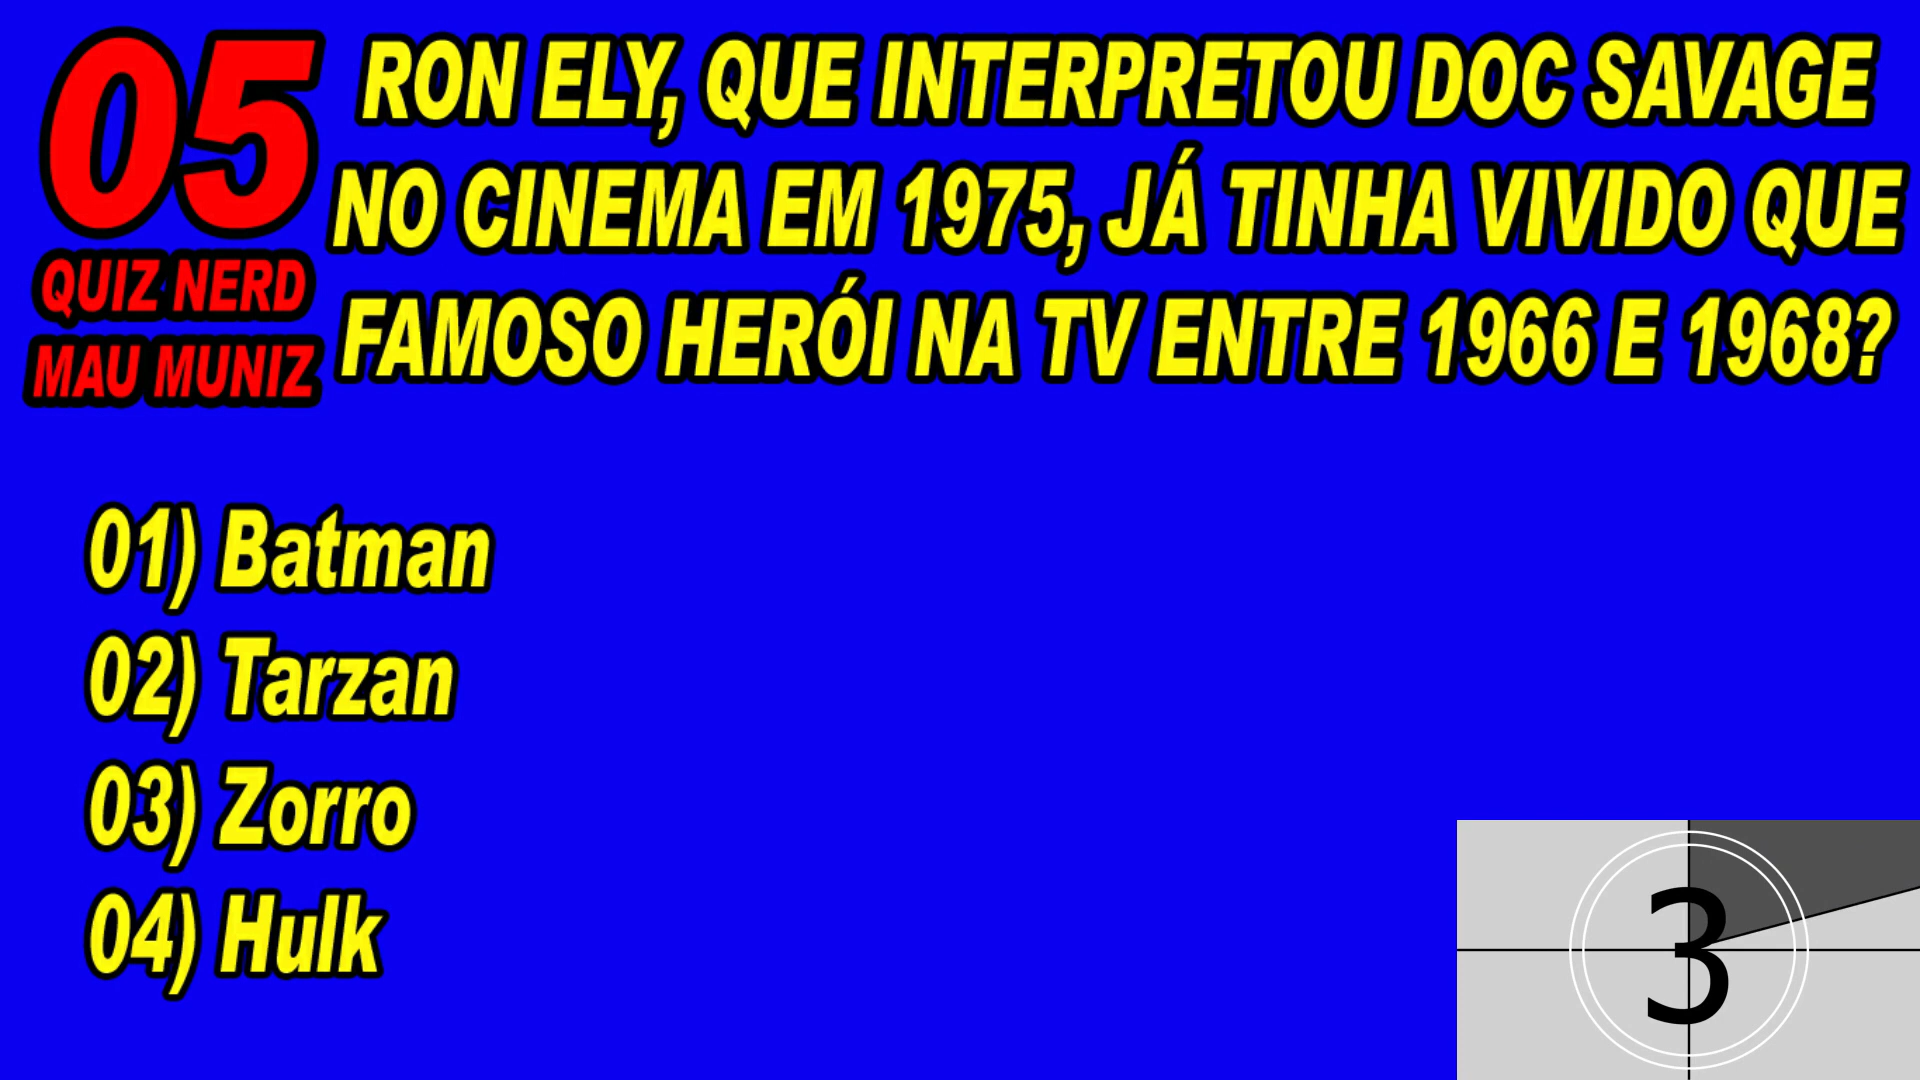 05
QUIZ NERD
MAU MUNIZ
RON ELY, QUE INTERPRETOU DOC SAVAGE
NO CINEMA EM 1975, JÁ TINHA VIVIDO QUE
FAMOSO HERÓI NA TV ENTRE 1966 E 1968?
01) Batman
02) Tarzan
03) Zorro
04) Hulk
3